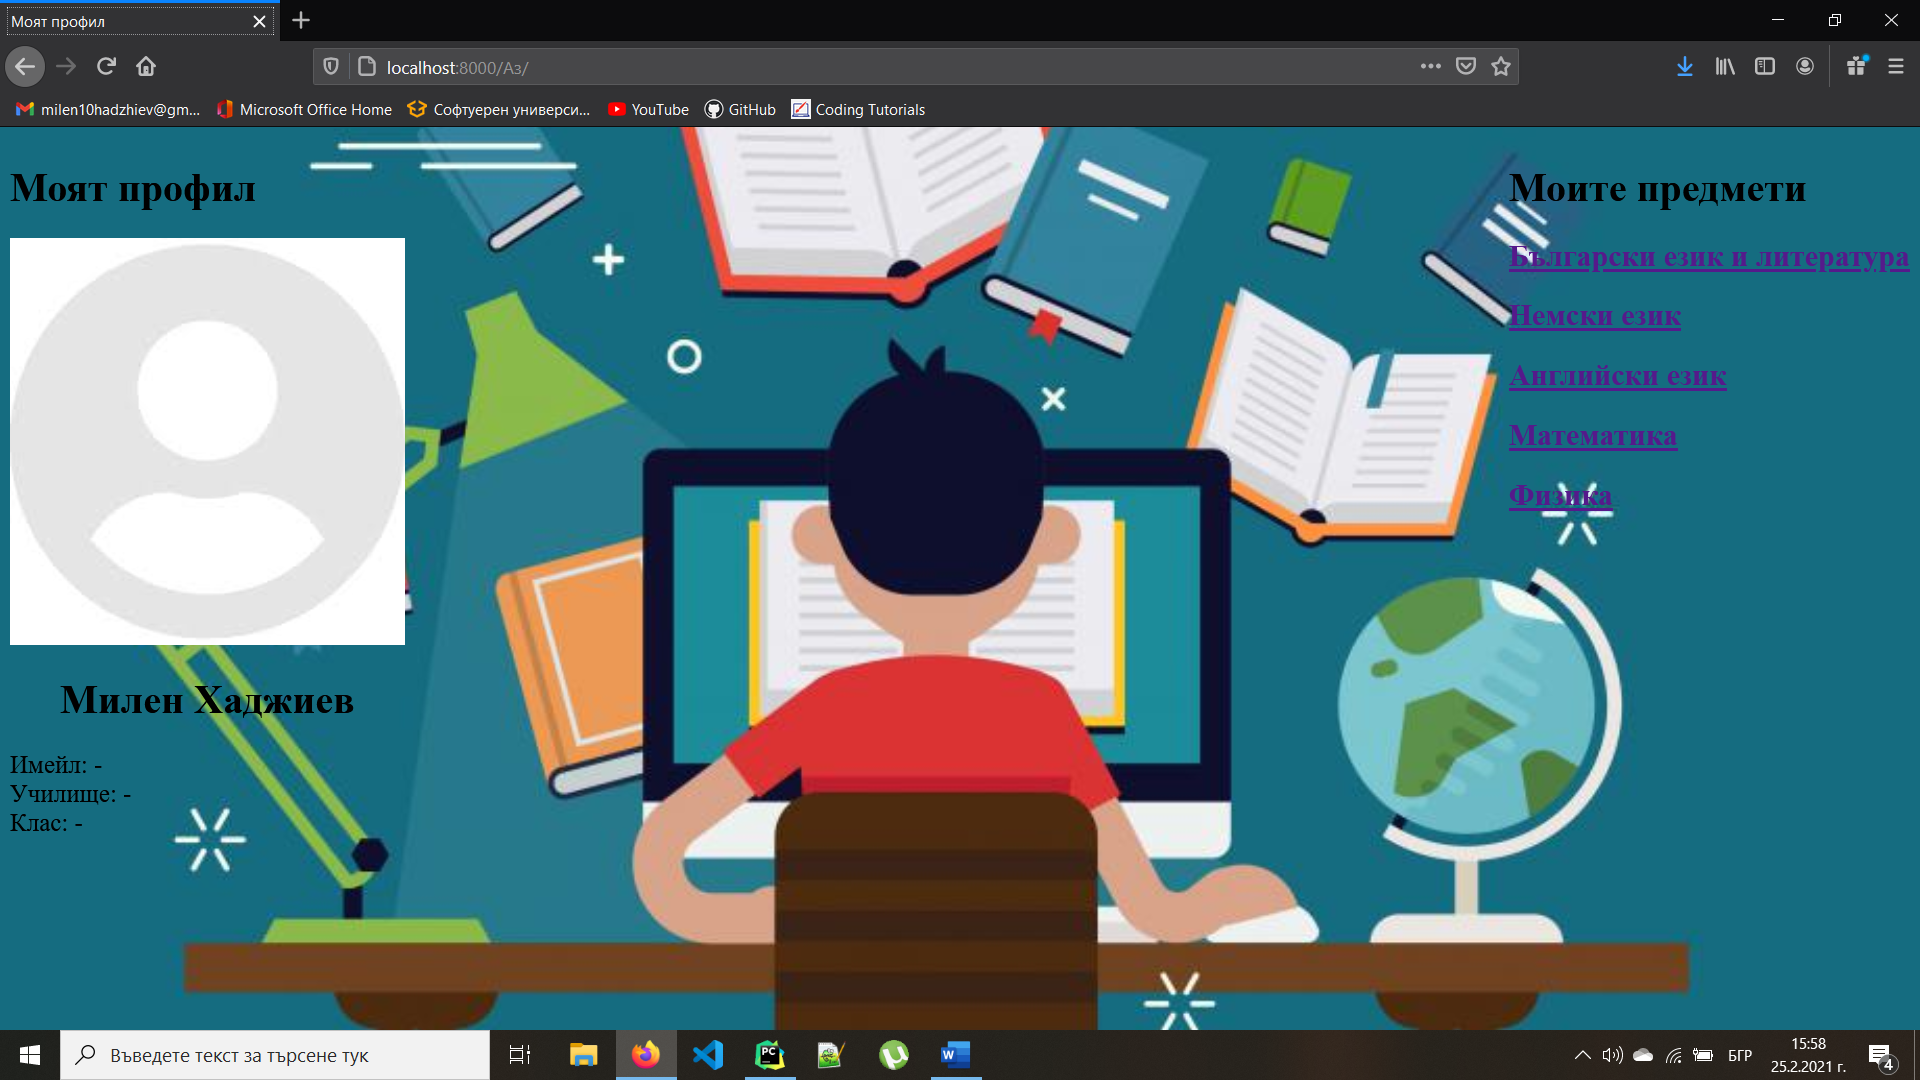 Моят профил
localhost:8000/Аз/
milen10hadzhiev@gm...
Microsoft Office Home
Софтуерен универси...
YouTube
GitHub
Coding Tutorials
Моят профил
Милен Хаджиев
Имейл: -
Училище: -
Клас: -
Моите предмети
Български език и литература
Немски език
Английски език
Математика
Физика
Въведете текст за търсене тук
PC
W
БГР
15:58
25.2.2021 г.
4